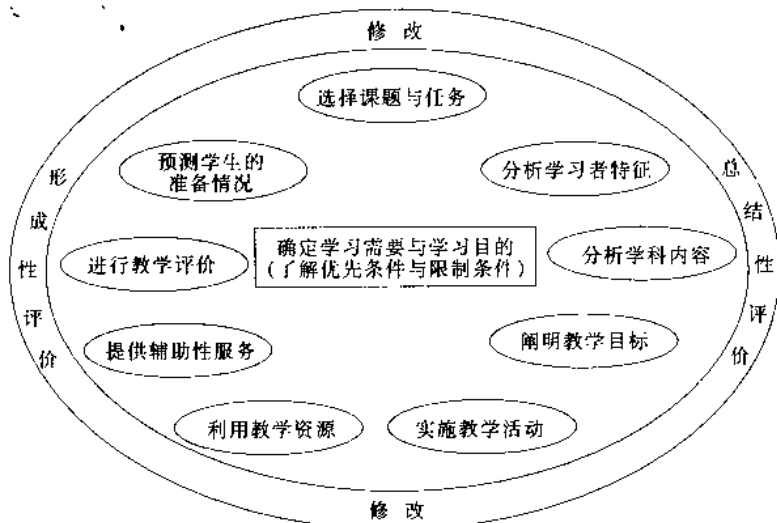 修改
选择课题与任务
预测学生的
准备情况
分析学习者特征
形成性评价
总结性评价
确定学习需要与学习目的
(了解优先条件与限制条件)
进行教学评价
分析学科内容
提供辅助性服务
阐明教学目标
利用教学资源
实施教学活动
修改